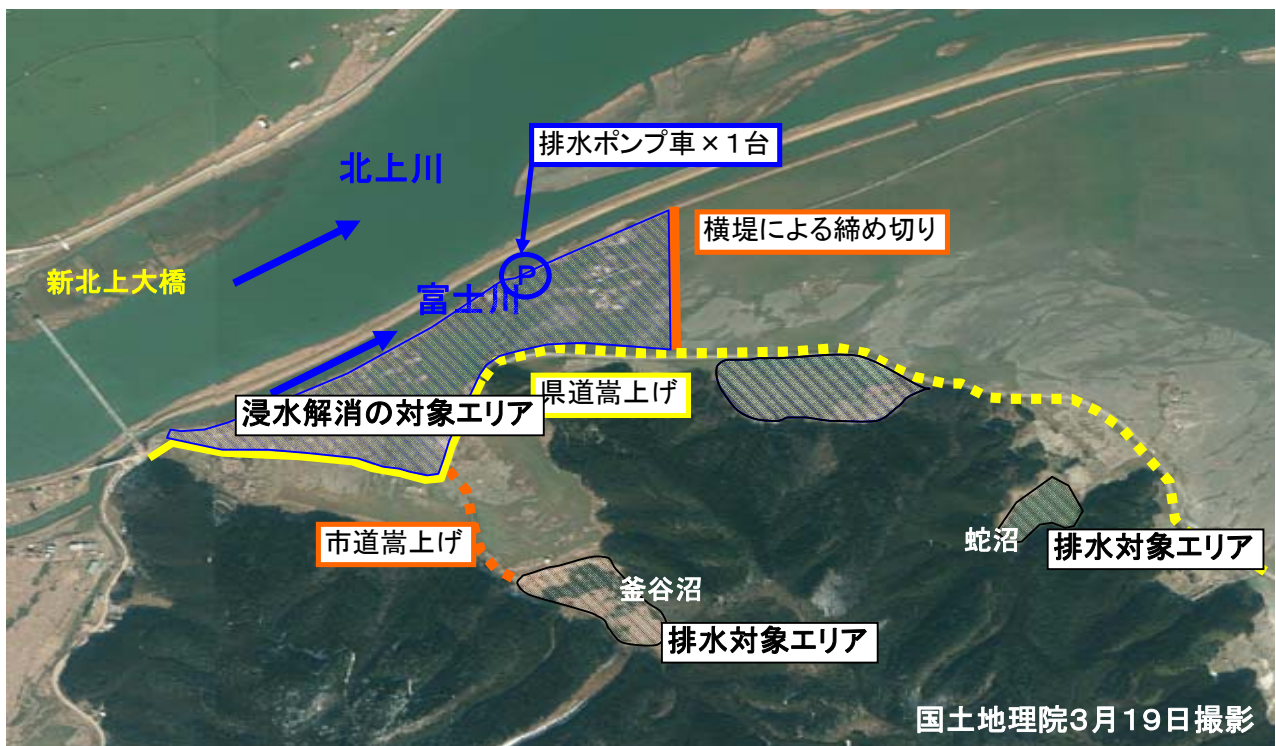 排水ポンプ車×1台
北上川
横堤による締め切り
新北上大橋
P
富士川
県道嵩上げ
浸水解消の対象エリア
市道嵩上げ
蛇沼
排水対象エリア
釜谷沼
排水対象エリア
国土地理院3月19日撮影